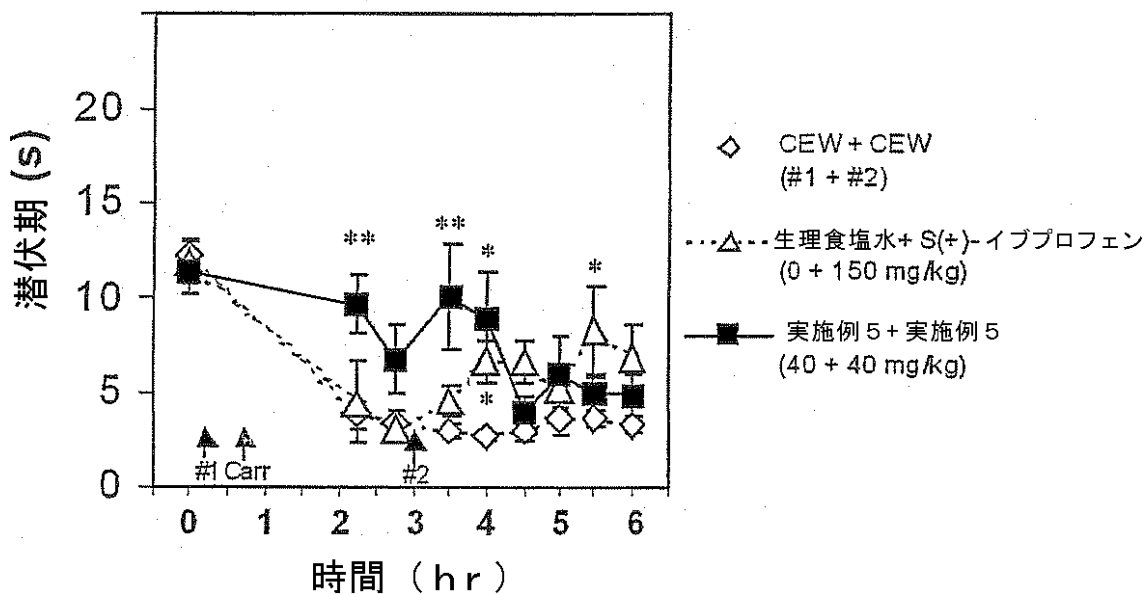 潜伏期 (s)
20
15
10
5
0
** ** * *
*
#1 Carr #2
0 1 2 3 4 5 6
時間 (hr)
CEW + CEW
(#1 + #2)
生理食塩水+ S(+)-イブプロフェン
(0 + 150 mg/kg)
実施例5+実施例5
(40 + 40 mg/kg)